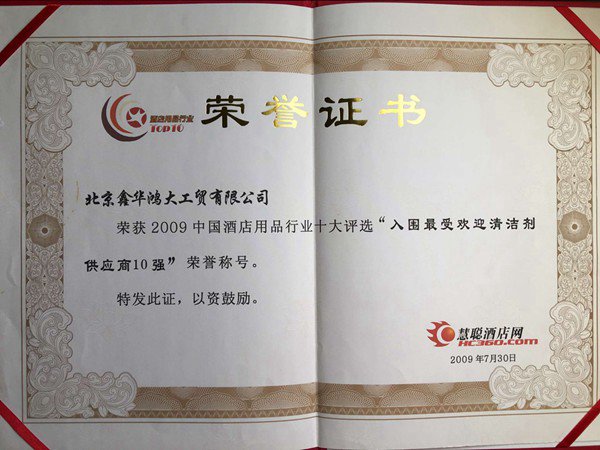 酒店用品行业
TOP10
荣誉证书
北京鑫华鸿大工贸有限公司
荣获2009中国酒店用品行业十大评选“入围最受欢迎清洁剂
供应商10强”荣誉称号。
特发此证，以资鼓励。
慧聪酒店网
HC360.com
2009年7月30日